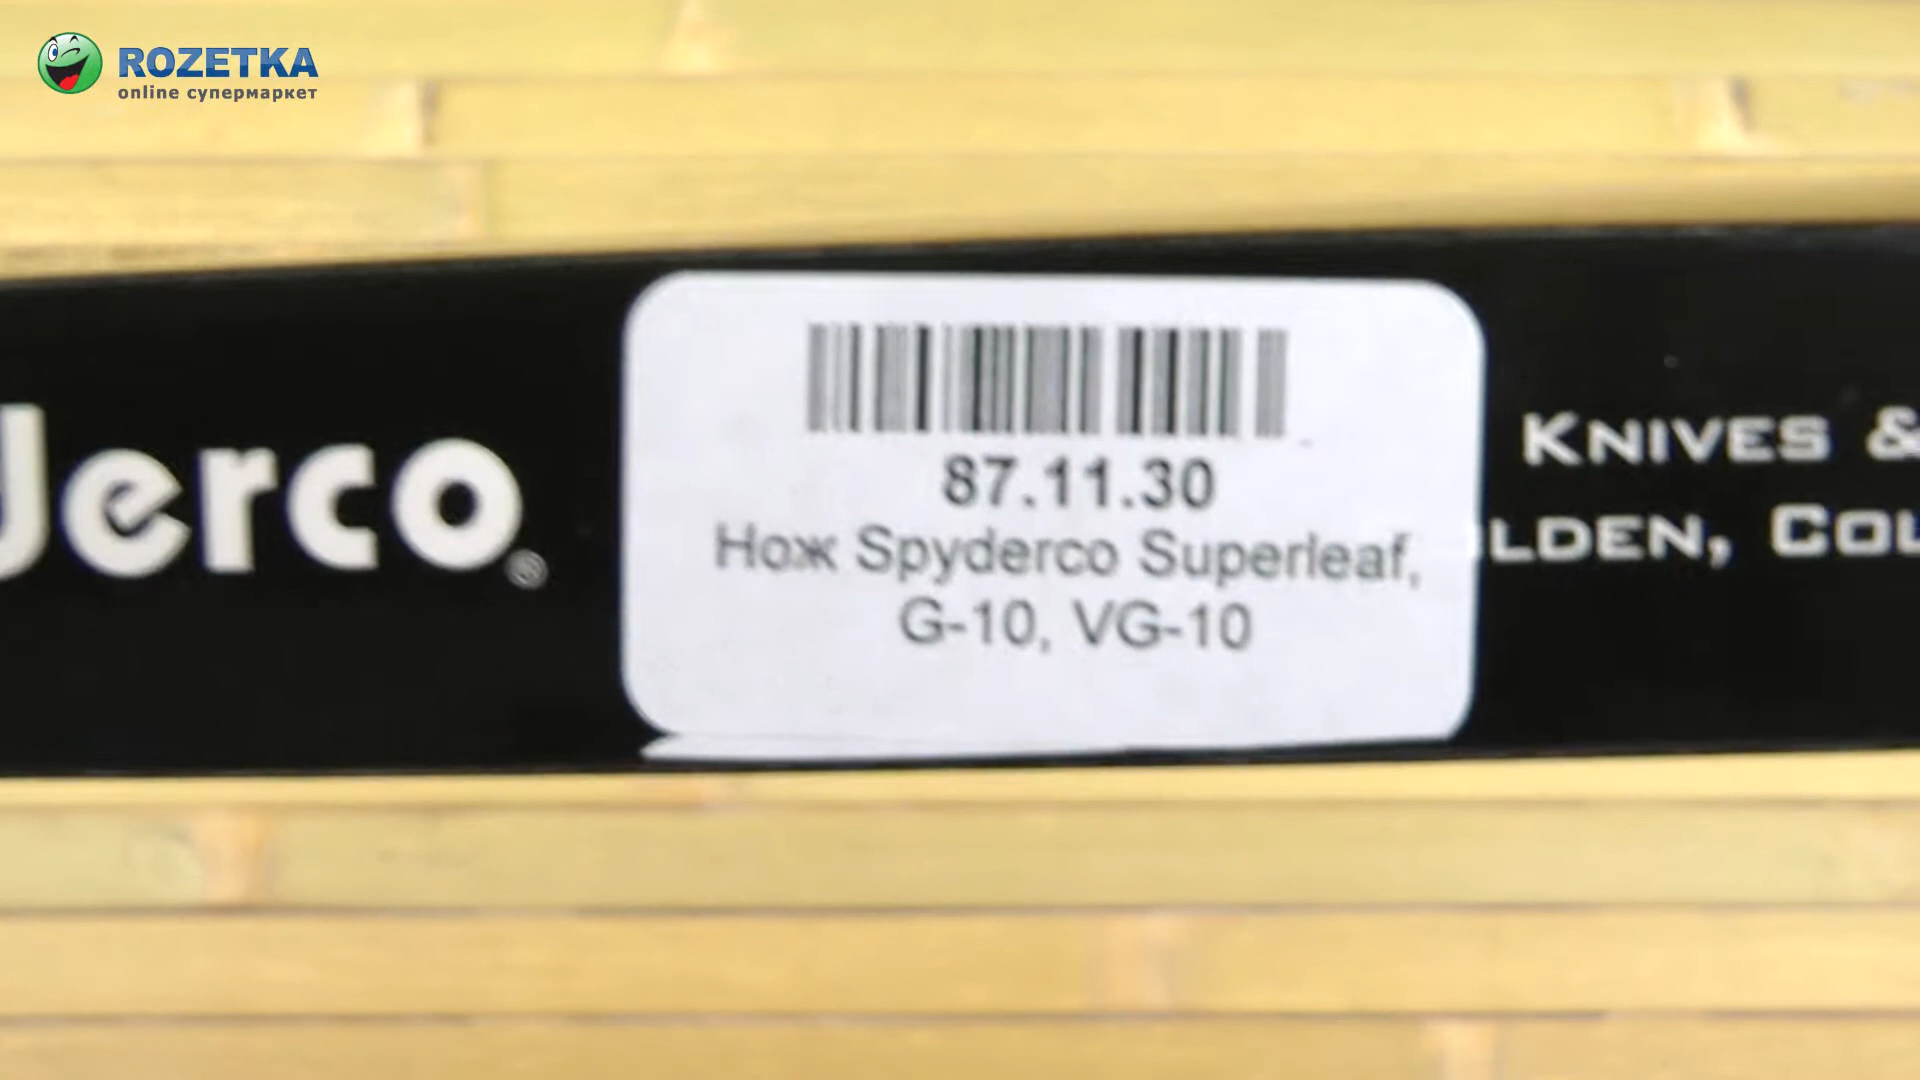 ROZETKA
online супермаркет
derco®
87.11.30
Нож Spyderco Superleaf,
G-10, VG-10
KNIVES &
LDEN, COL